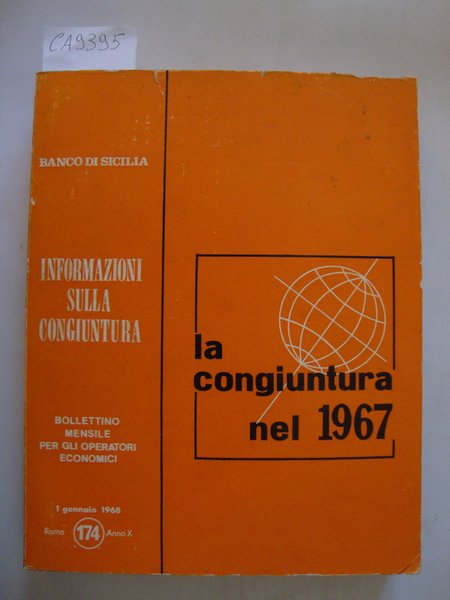 CA9395
BANCO DI SICILIA
INFORMAZIONI
SULLA
CONGIUNTURA
BOLLETTINO
MENSILE
PER GLI OPERATORI
ECONOMICI
1 gennaio 1968
Roma 174 Anno X
la
congiuntura
nel 1967